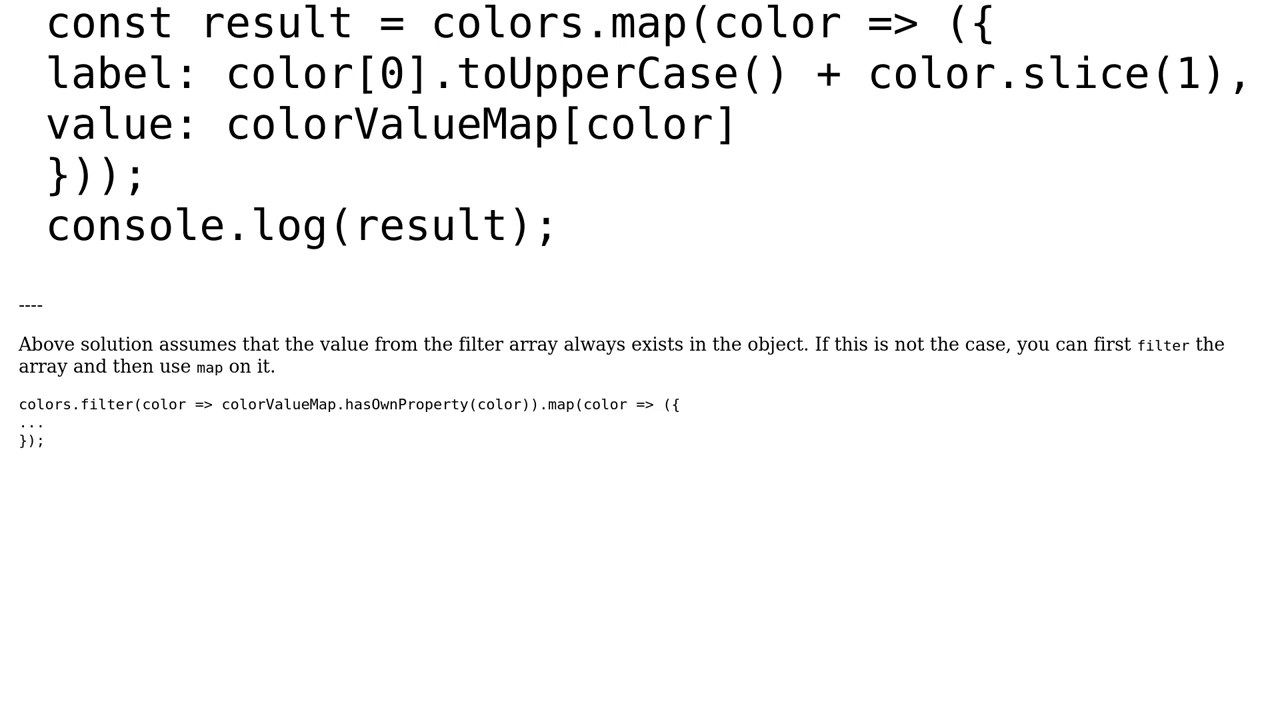 const result = colors.map(color => ({
label: color[0].toUpperCase() + color.slice(1),
value: colorValueMap[color]
}));
console.log(result);
----
Above solution assumes that the value from the filter array always exists in the object. If this is not the case, you can first filter the
array and then use map on it.
colors.filter(color => colorValueMap.hasOwnProperty(color)).map(color => ({
...
});